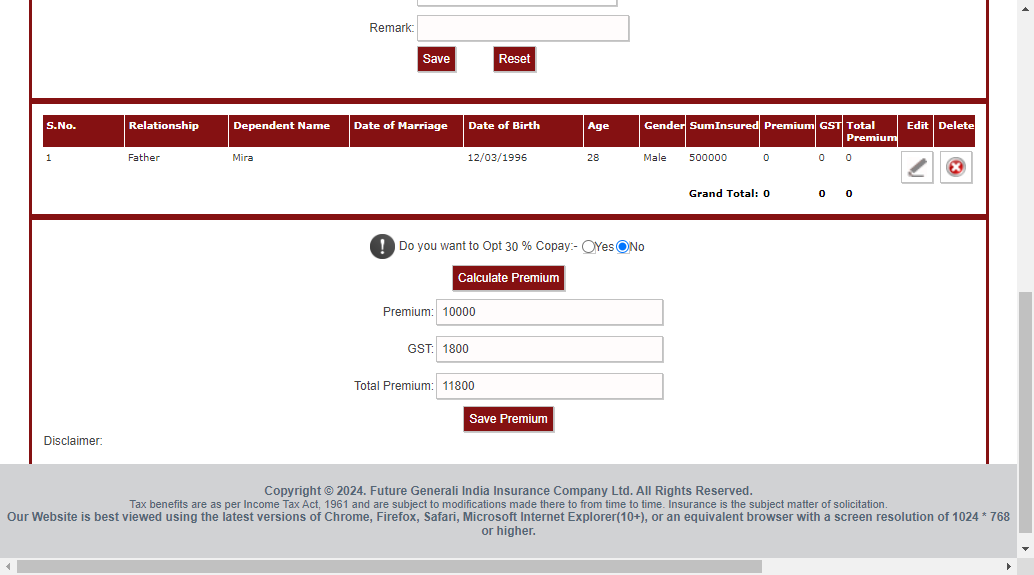 Remark:
Save Reset
S.No. Relationship Dependent Name Date of Marriage Date of Birth Age Gender SumInsured Premium GST Total Premium Edit Delete
1 Father Mira 12/03/1996 28 Male 500000 0 0 0
Grand Total: 0 0 0
Do you want to Opt 30 % Copay:- Yes No
Calculate Premium
Premium: 10000
GST: 1800
Total Premium: 11800
Save Premium
Disclaimer:
Copyright © 2024. Future Generali India Insurance Company Ltd. All Rights Reserved.
Tax benefits are as per Income Tax Act, 1961 and are subject to modifications made there to from time to time. Insurance is the subject matter of solicitation.
Our Website is best viewed using the latest versions of Chrome, Firefox, Safari, Microsoft Internet Explorer(10+), or an equivalent browser with a screen resolution of 1024 * 768
or higher.